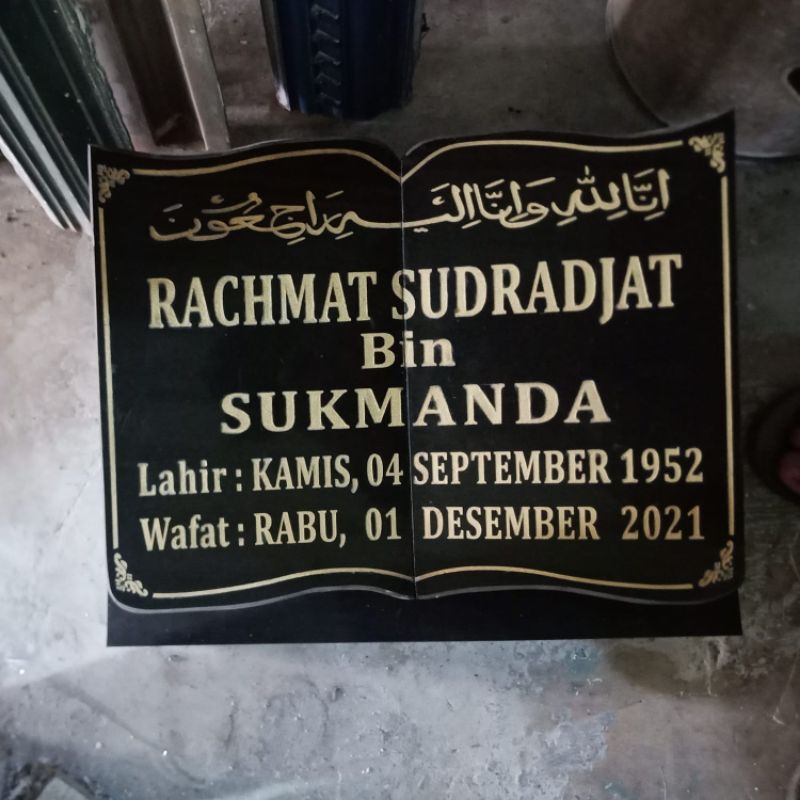 انا لله وانا اليه راجعون
RACHMAT SUDRADJAT
Bin
SUKMANDA
Lahir : KAMIS, 04 SEPTEMBER 1952
Wafat : RABU, 01 DESEMBER 2021